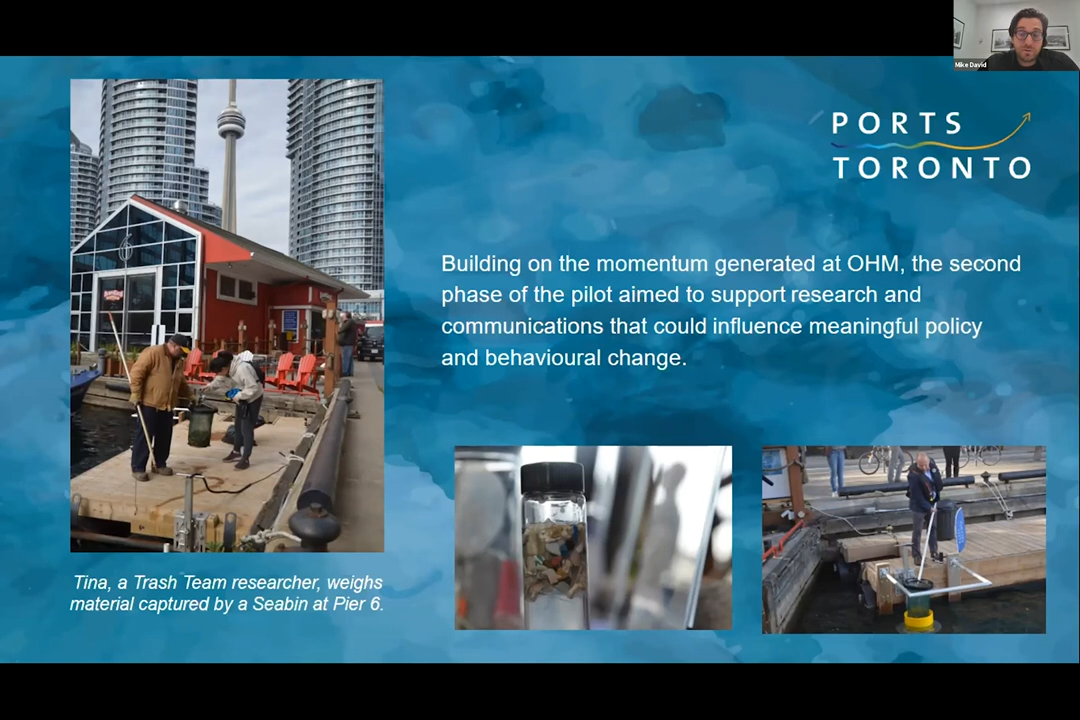 Mike David
PORTS
TORONTO
Building on the momentum generated at OHM, the second
phase of the pilot aimed to support research and
communications that could influence meaningful policy
and behavioural change.
Tina, a Trash Team researcher, weighs
material captured by a Seabin at Pier 6.